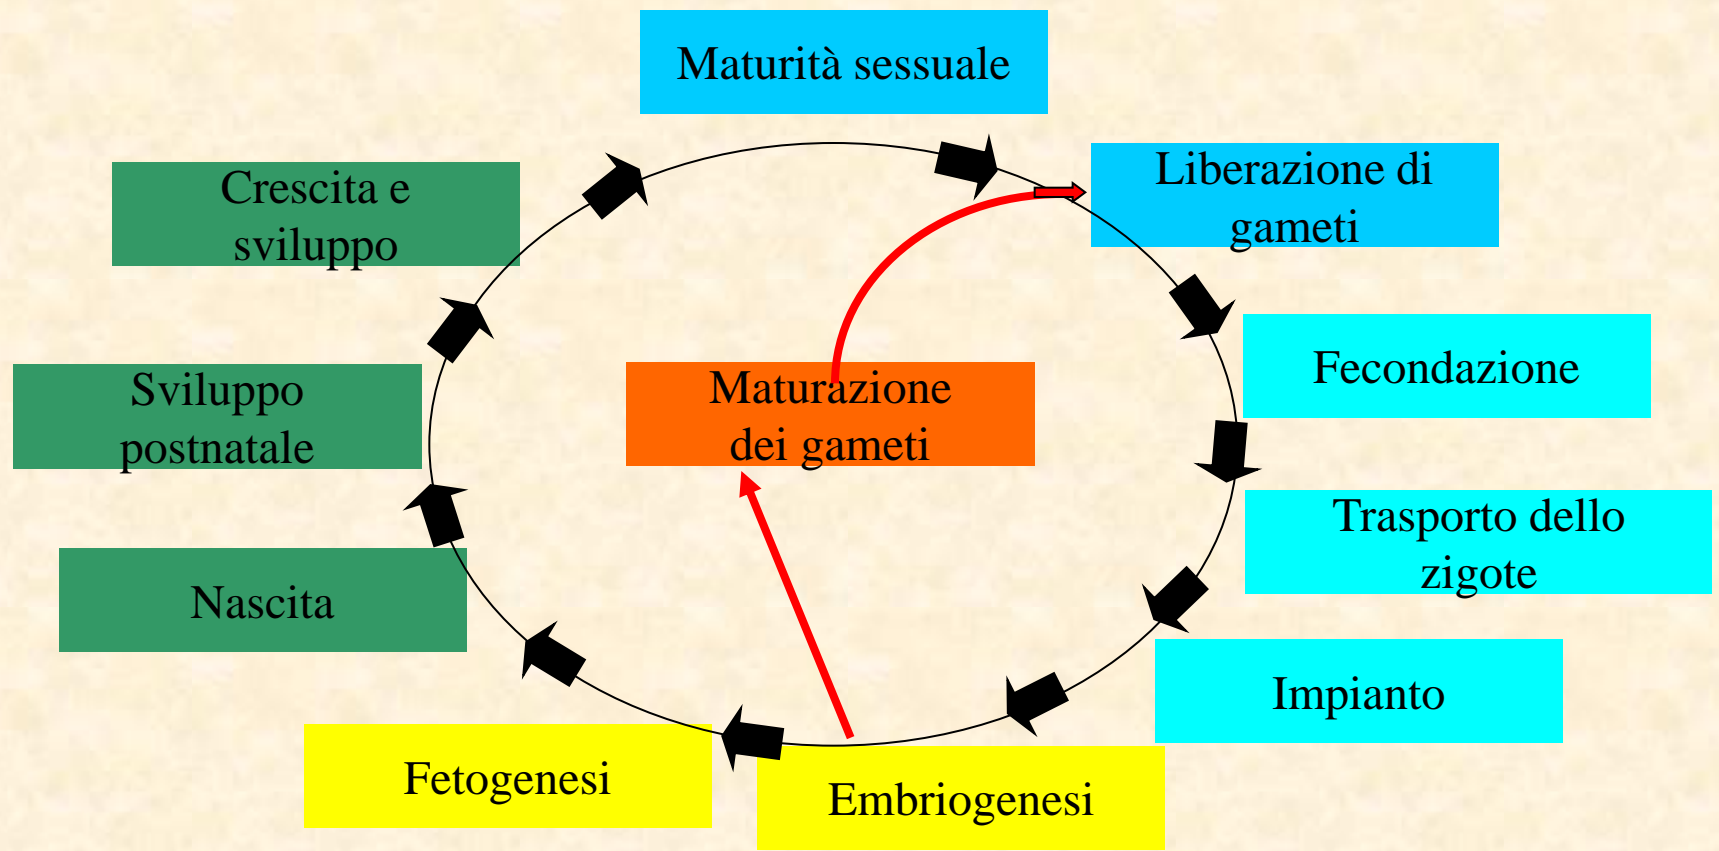 Maturità sessuale
Liberazione di
gameti
Crescita e
sviluppo
Fecondazione
Sviluppo
postnatale
Maturazione
dei gameti
Trasporto dello
zigote
Nascita
Impianto
Fetogenesi
Embriogenesi